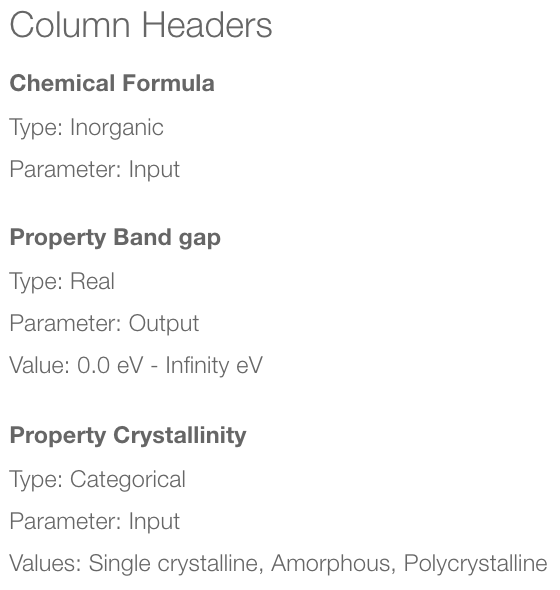 Column Headers
Chemical Formula
Type: Inorganic
Parameter: Input
Property Band gap
Type: Real
Parameter: Output
Value: 0.0 eV - Infinity eV
Property Crystallinity
Type: Categorical
Parameter: Input
Values: Single crystalline, Amorphous, Polycrystalline